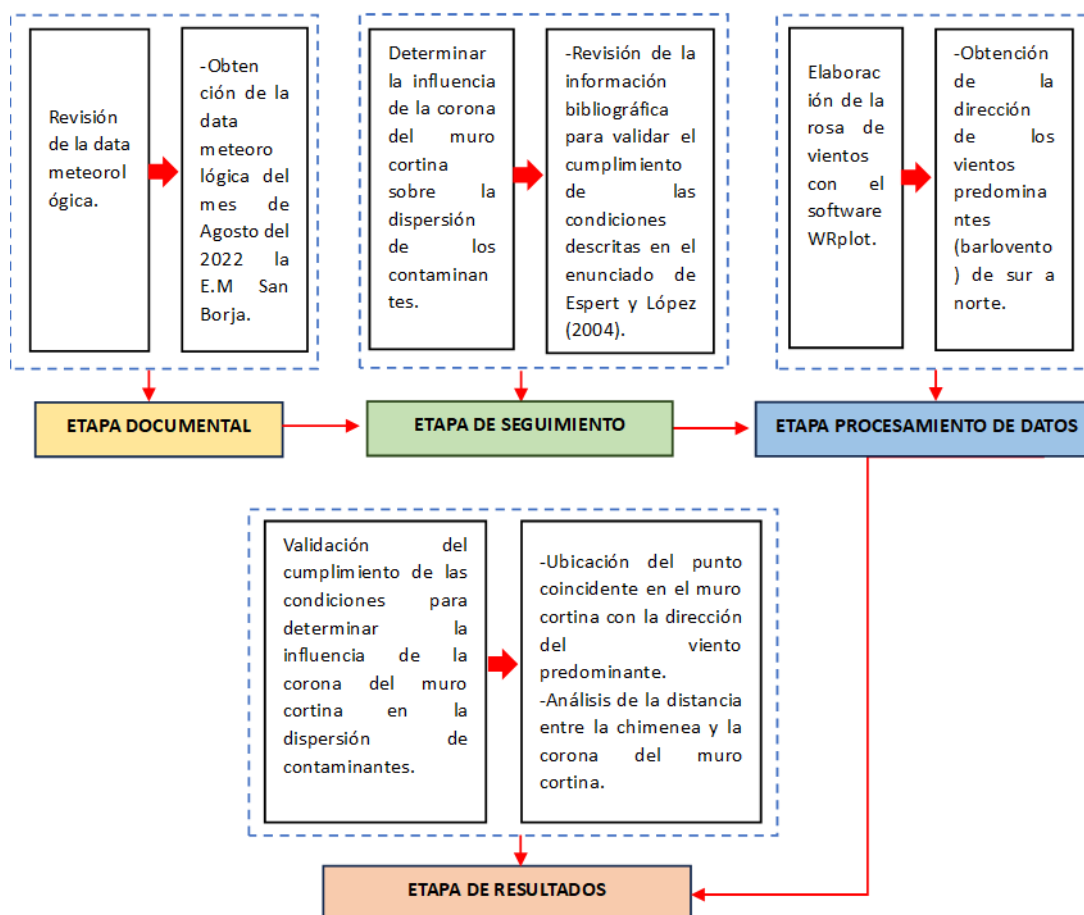 Revisión
de la data
meteorol
ógica.
-Obten
ción de la
data
meteoro
lógica del
mes de
Agosto del
2022 la
E.M San
Borja.
Determinar
la influencia
de la corona
del muro
cortina
sobre la
dispersión
de los
contaminan
tes.
-Revisión de la
información
bibliográfica
para validar el
cumplimiento
de las
condiciones
descritas en el
enunciado de
Espert y López
(2004).
Elaborac
ión de la
rosa de
vientos
con el
software
WRplot.
-Obtención
de la
dirección
de los
vientos
predomina
ntes
(barlovento
) de sur a
norte.
ETAPA DOCUMENTAL
ETAPA DE SEGUIMIENTO
ETAPA PROCESAMIENTO DE DATOS
Validación del
cumplimiento de las
condiciones para
determinar la
influencia de la
corona del muro
cortina en la
dispersión de
contaminantes.
-Ubicación del punto
coincidente en el muro
cortina con la dirección
del viento
predominante.
-Análisis de la distancia
entre la chimenea y la
corona del muro
cortina.
ETAPA DE RESULTADOS